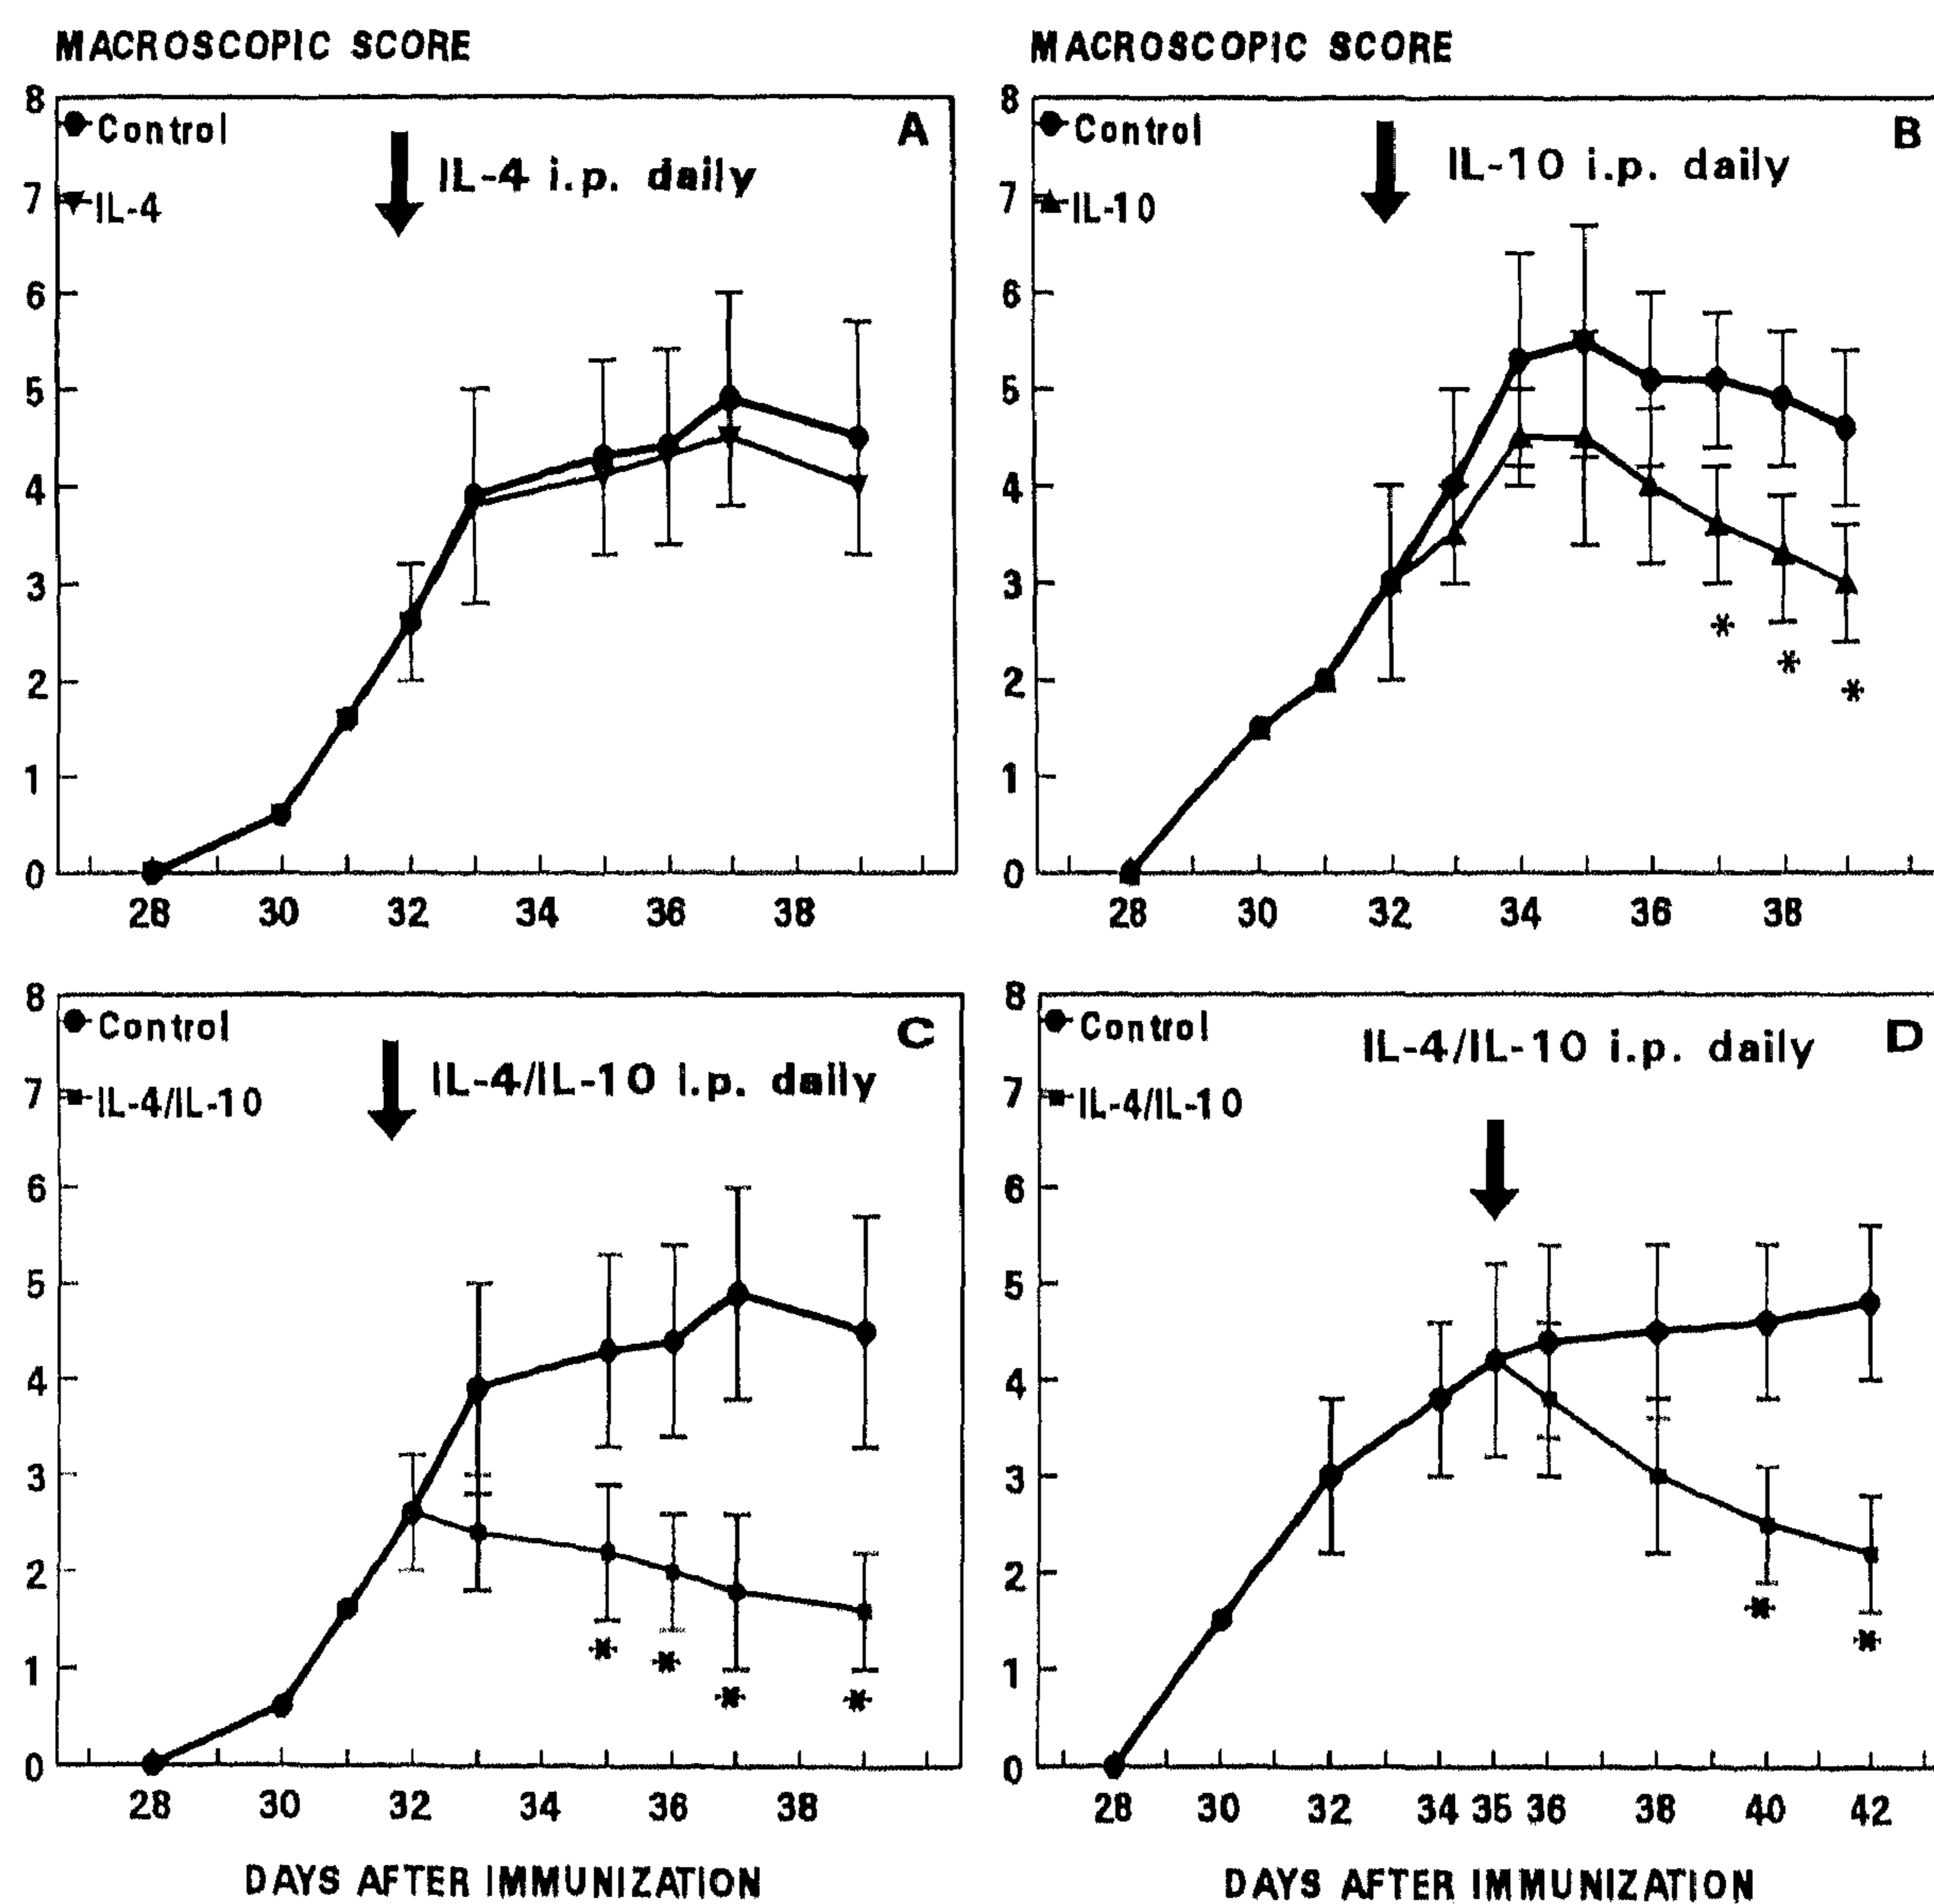 MACROSCOPIC SCORE
8
Control
A
IL-4 i.p. daily
7
IL-4
6
5
4
3
2
1
0
28 30 32 34 36 38
MACROSCOPIC SCORE
8
Control
B
IL-10 i.p. daily
7
IL-10
6
5
4
3
2
*
*
*
1
0
28 30 32 34 36 38
8
Control
C
IL-4/IL-10 i.p. daily
7
IL-4/IL-10
6
5
4
3
2
1
* * * *
0
28 30 32 34 36 38
DAYS AFTER IMMUNIZATION
8
Control
IL-4/IL-10 i.p. daily D
7
IL-4/IL-10
6
5
4
3
2
* *
1
0
28 30 32 34 35 36 38 40 42
DAYS AFTER IMMUNIZATION